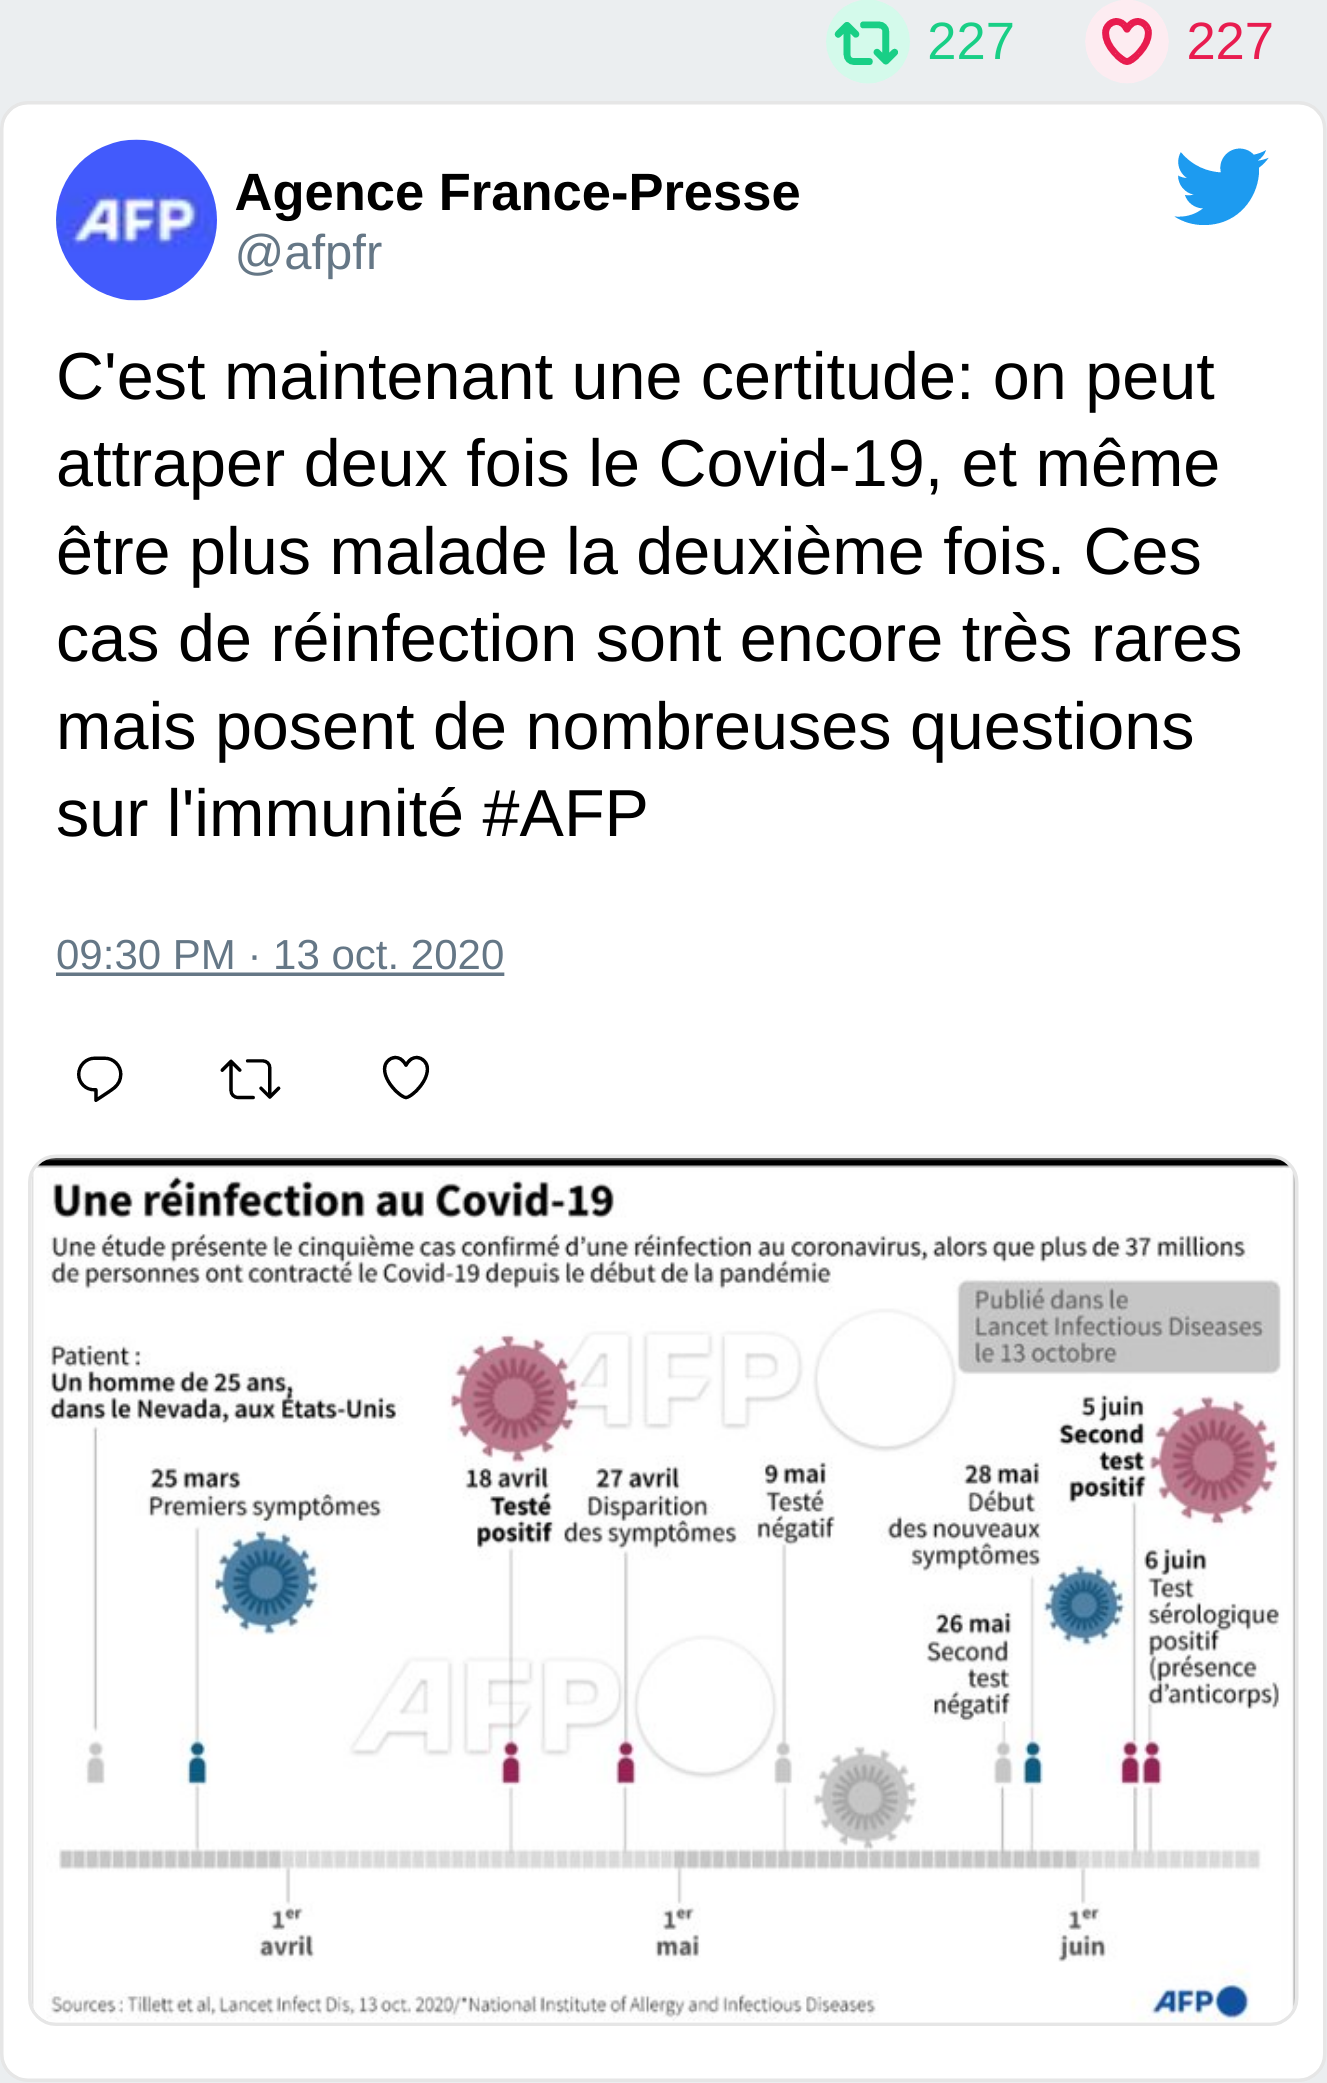 227 227
AFP
Agence France-Presse
@afpfr
C'est maintenant une certitude: on peut
attraper deux fois le Covid-19, et même
être plus malade la deuxième fois. Ces
cas de réinfection sont encore très rares
mais posent de nombreuses questions
sur l'immunité #AFP
09:30 PM · 13 oct. 2020
Une réinfection au Covid-19
Une étude présente le cinquième cas confirmé d'une réinfection au coronavirus, alors que plus de 37 millions
de personnes ont contracté le Covid-19 depuis le début de la pandémie
Publié dans le
Lancet Infectious Diseases
le 13 octobre
AFP
Patient :
Un homme de 25 ans,
dans le Nevada, aux États-Unis
25 mars
Premiers symptômes
18 avril
Testé
positif
27 avril
Disparition
des symptômes
9 mai
Testé
négatif
26 mai
Second
test
négatif
28 mai
Début
des nouveaux
symptômes
5 juin
Second
test
positif
6 juin
Test
sérologique
positif
(présence
d'anticorps)
AFP
1er
avril
1er
mai
1er
juin
Sources : Tillett et al, Lancet Infect Dis, 13 oct. 2020/*National Institute of Allergy and Infectious Diseases
AFP